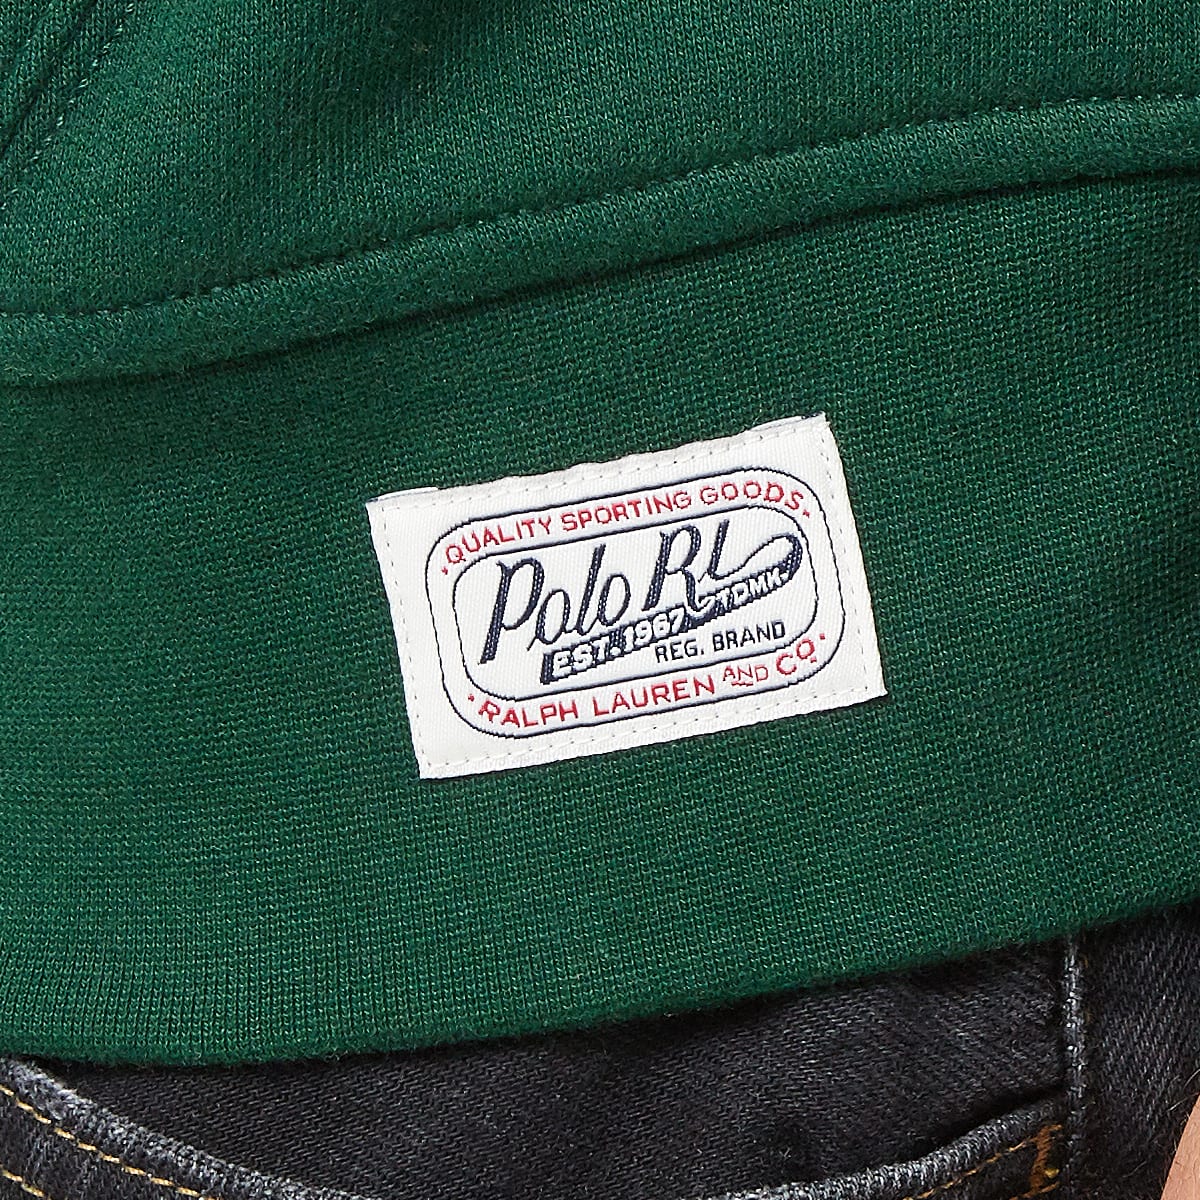 QUALITY SPORTING GOODS.
Polo RL
EST. 1967 TDMK.
REG. BRAND
RALPH LAUREN AND CO